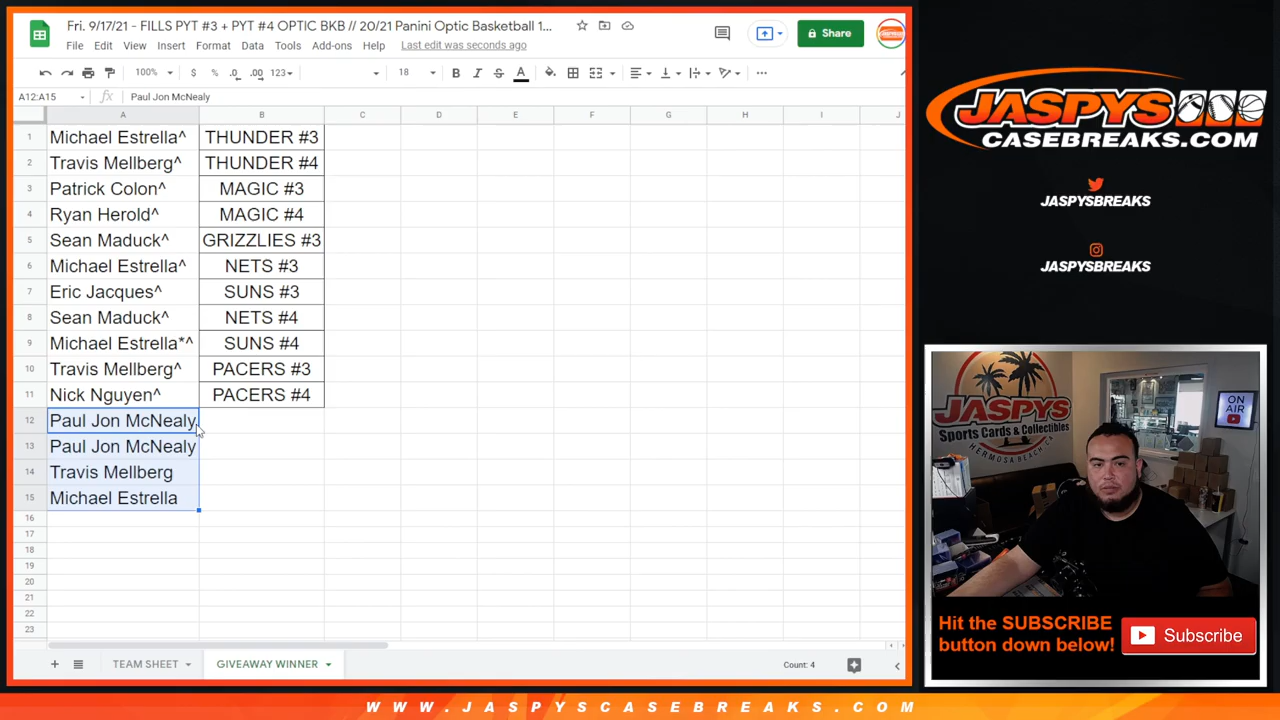 Fri. 9/17/21 - FILLS PYT #3 + PYT #4 OPTIC BKB // 20/21 Panini Optic Basketball 1...
File Edit View Insert Format Data Tools Add-ons Help Last edit was seconds ago
Share
100% $ % .0 .00 123 18 B I S A
A12:A15 fx Paul Jon McNealy
A B C D E F G H I J
1 Michael Estrella^ THUNDER #3
2 Travis Mellberg^ THUNDER #4
3 Patrick Colon^ MAGIC #3
4 Ryan Herold^ MAGIC #4
5 Sean Maduck^ GRIZZLIES #3
6 Michael Estrella^ NETS #3
7 Eric Jacques^ SUNS #3
8 Sean Maduck^ NETS #4
9 Michael Estrella*^ SUNS #4
10 Travis Mellberg^ PACERS #3
11 Nick Nguyen^ PACERS #4
12 Paul Jon McNealy
13 Paul Jon McNealy
14 Travis Mellberg
15 Michael Estrella
16
17
18
19
20
21
22
23
+ TEAM SHEET GIVEAWAY WINNER Count: 4
JASPYS
CASEBREAKS.COM
JASPYSBREAKS
JASPYSBREAKS
JASPYS
Sports Cards & Collectibles
HERMOSA BEACH
ON AIR
Hit the SUBSCRIBE
button down below!
Subscribe
WWW.JASPYSCASEBREAKS.COM